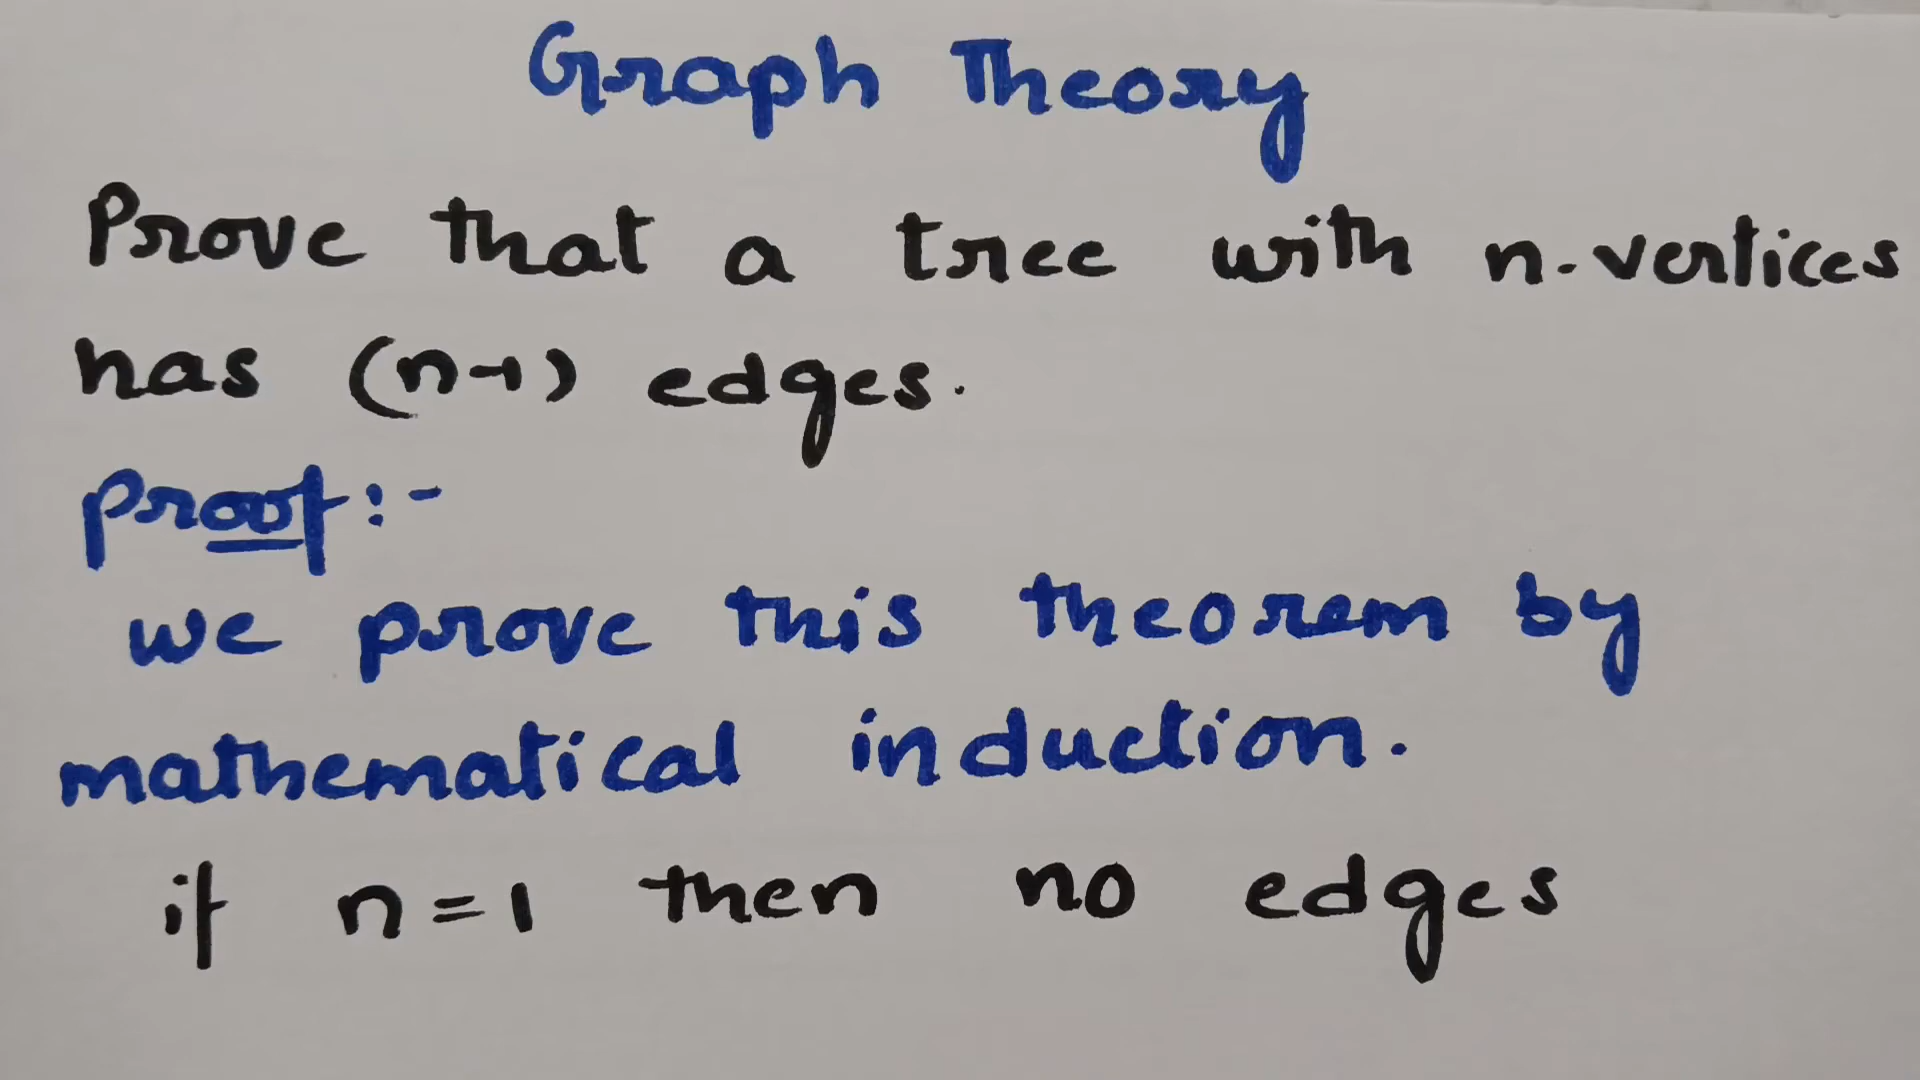 Graph Theory
Prove that a tree with n-vertices
has (n-1) edges.
Proof:-
we prove this theorem by
mathematical induction.
if n=1 then no edges